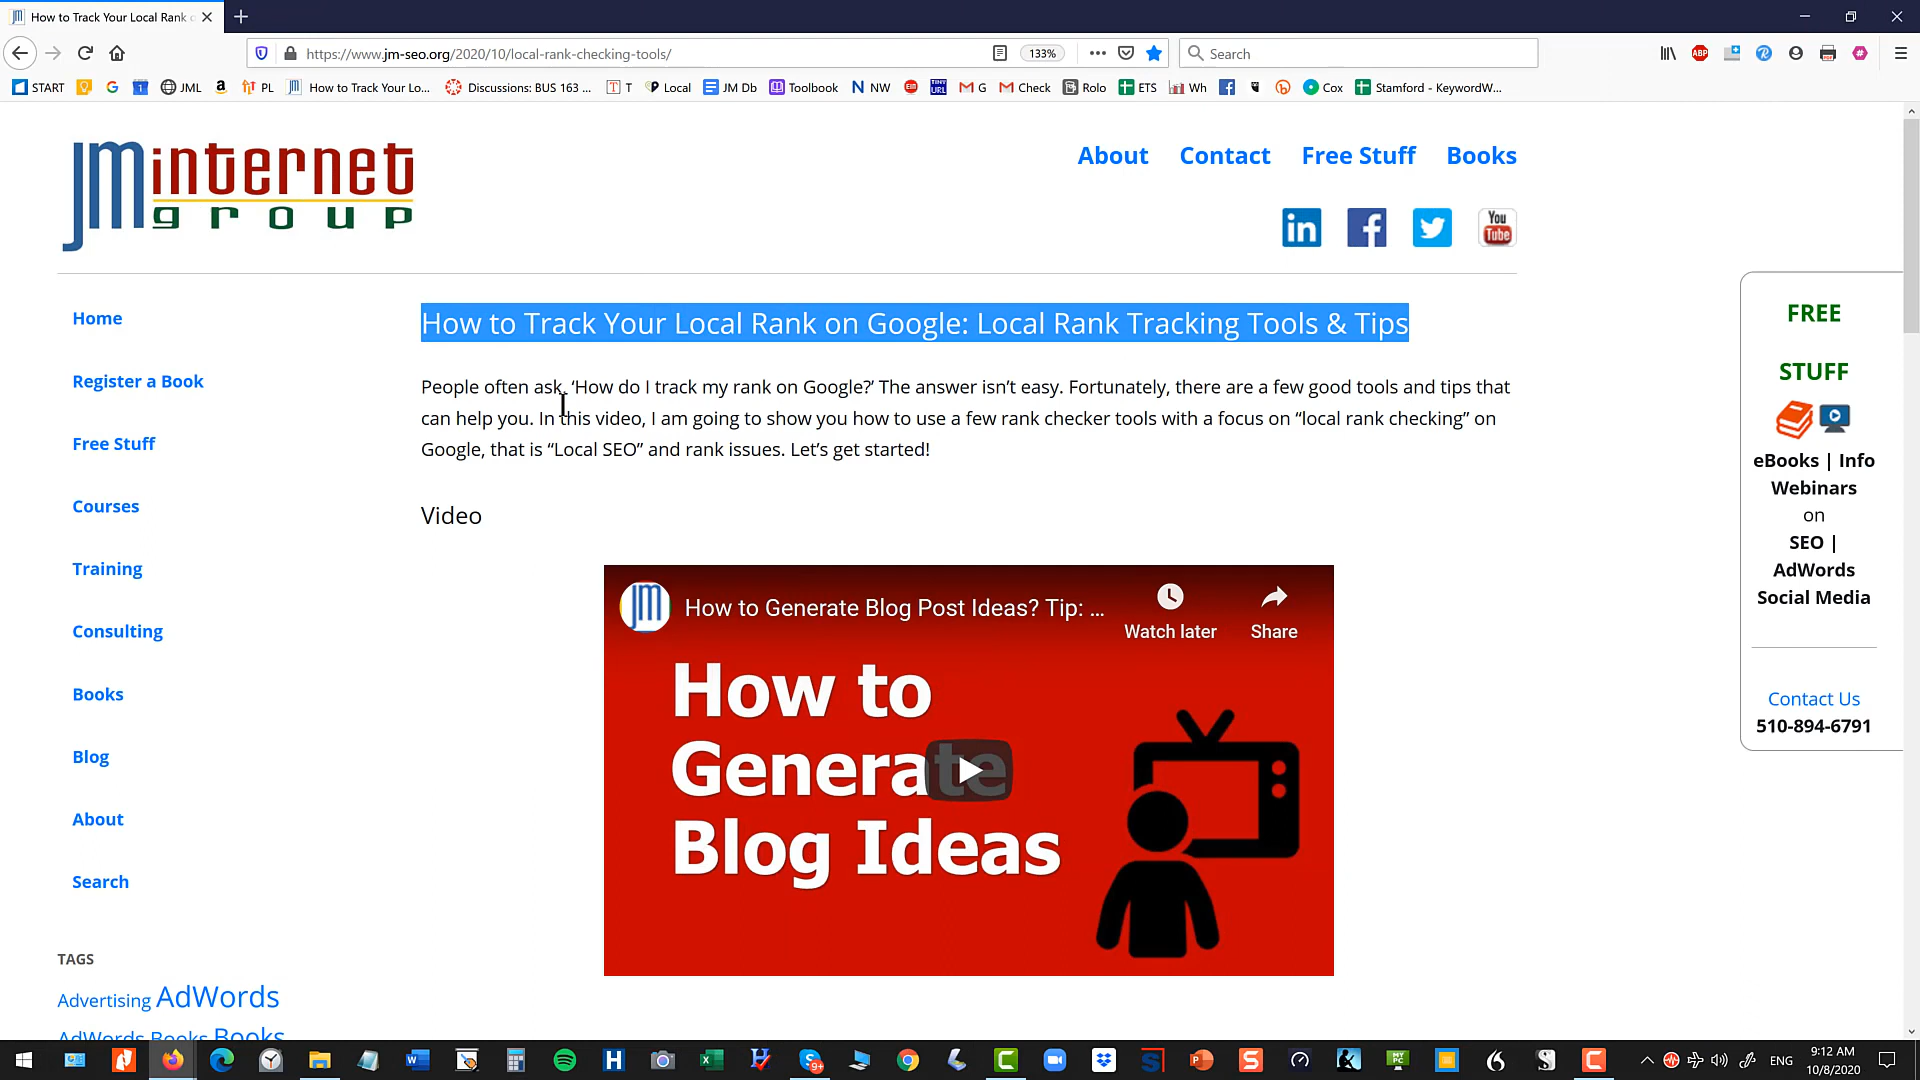 How to Track Your Local Rank
https://www.jm-seo.org/2020/10/local-rank-checking-tools/
133%
Search
START
JML
PL
How to Track Your Lo...
Discussions: BUS 163 ...
T
Local
JM Db
Toolbook
NW
G
Check
Rolo
ETS
Wh
Cox
Stamford - KeywordW...
JM internet
group
About Contact Free Stuff Books
in
You
Tube
Home
Register a Book
Free Stuff
Courses
Training
Consulting
Books
Blog
About
Search
TAGS
Advertising AdWords
AdWords Books Books
How to Track Your Local Rank on Google: Local Rank Tracking Tools & Tips
People often ask, ‘How do I track my rank on Google?’ The answer isn’t easy. Fortunately, there are a few good tools and tips that
can help you. In this video, I am going to show you how to use a few rank checker tools with a focus on “local rank checking” on
Google, that is “Local SEO” and rank issues. Let’s get started!
Video
JM
How to Generate Blog Post Ideas? Tip: ...
Watch later
Share
How to
Generate
Blog Ideas
FREE
STUFF
eBooks | Info
Webinars
on
SEO |
AdWords
Social Media
Contact Us
510-894-6791
ENG
9:12 AM
10/8/2020